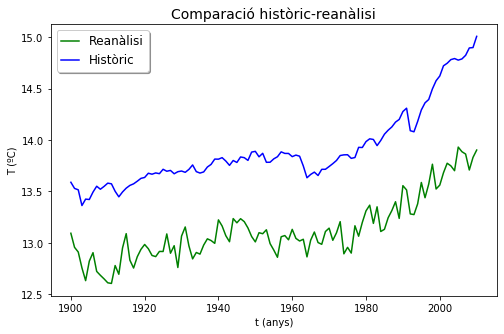 Comparació històric-reanàlisi
Reanàlisi
Històric
T (ºC)
15.0
14.5
14.0
13.5
13.0
12.5
1900 1920 1940 1960 1980 2000
t (anys)